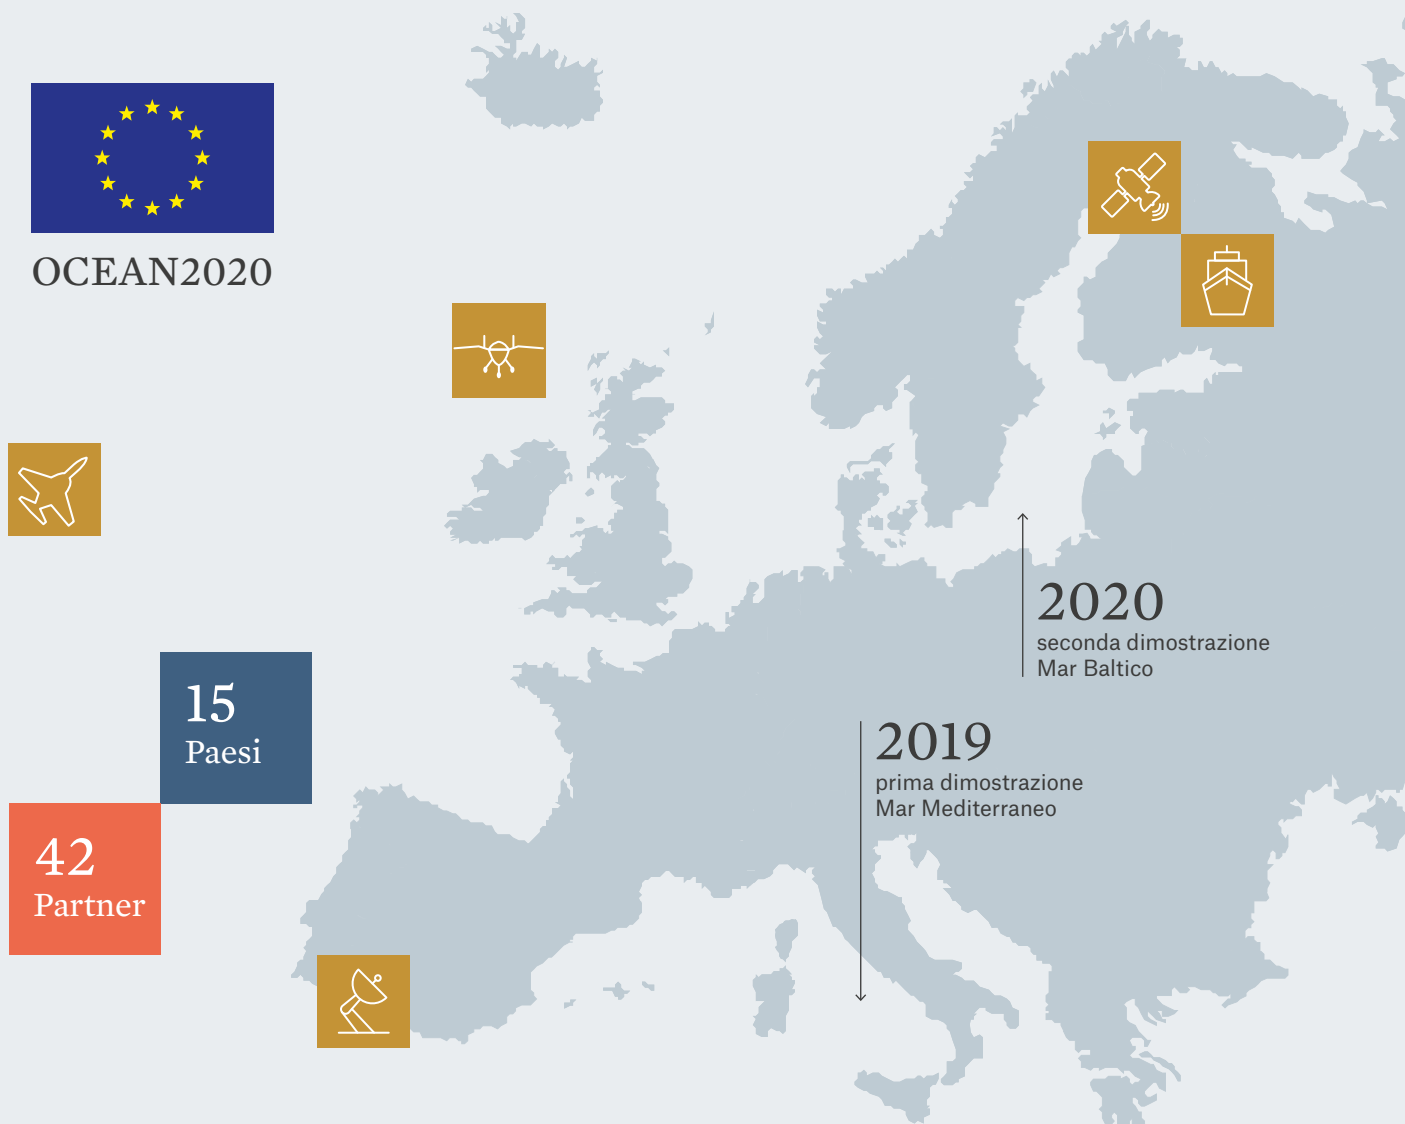 OCEAN2020
2020
seconda dimostrazione
Mar Baltico
15
Paesi
2019
prima dimostrazione
Mar Mediterraneo
42
Partner